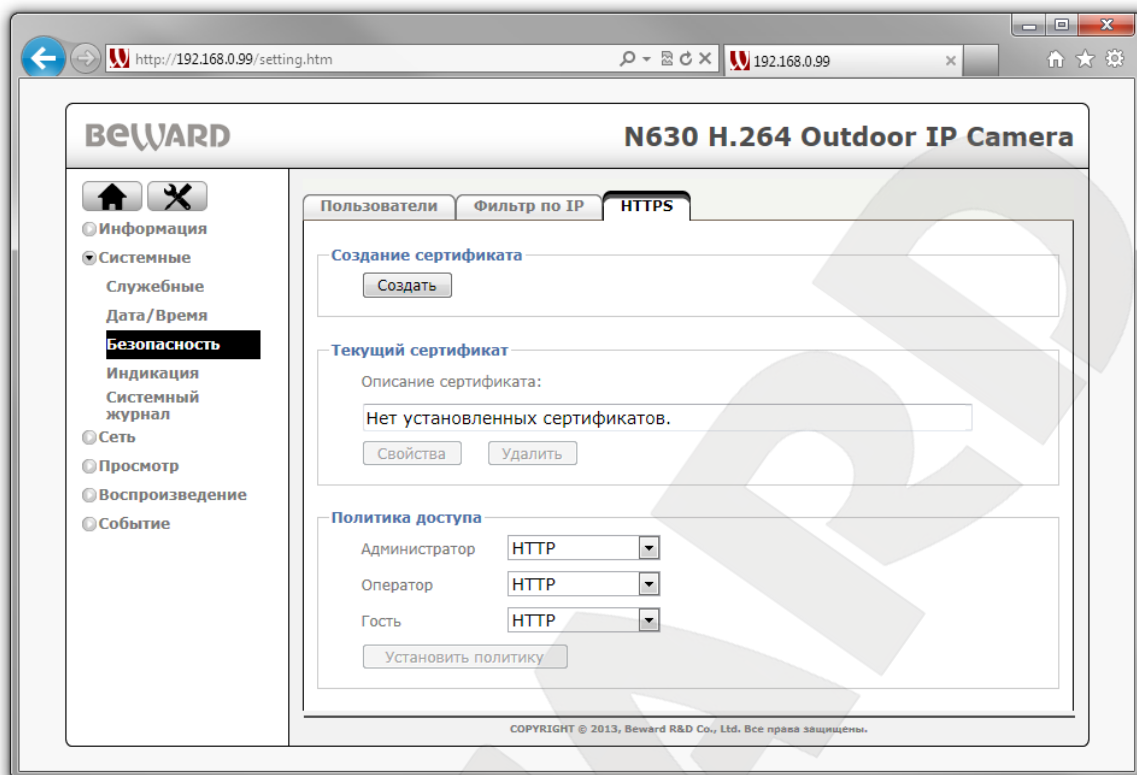 http://192.168.0.99/setting.htm
192.168.0.99
BEWARD
N630 H.264 Outdoor IP Camera
Информация
Системные
Служебные
Дата/Время
Безопасность
Индикация
Системный
журнал
Сеть
Просмотр
Воспроизведение
Событие
Пользователи
Фильтр по IP
HTTPS
Создание сертификата
Создать
Текущий сертификат
Описание сертификата:
Нет установленных сертификатов.
Свойства
Удалить
Политика доступа
Администратор HTTP
Оператор HTTP
Гость HTTP
Установить политику
COPYRIGHT © 2013, Beward R&D Co., Ltd. Все права защищены.